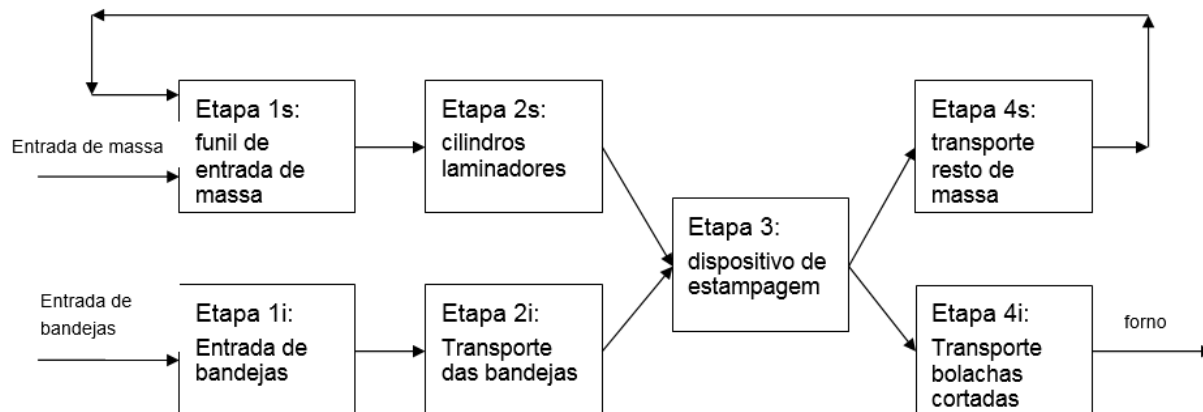 Entrada de massa
Etapa 1s:
funil de
entrada de
massa
Etapa 2s:
cilindros
laminadores
Etapa 3:
dispositivo de
estampagem
Etapa 4s:
transporte
resto de
massa
Entrada de
bandejas
Etapa 1i:
Entrada de
bandejas
Etapa 2i:
Transporte
das bandejas
Etapa 4i:
Transporte
bolachas
cortadas
forno